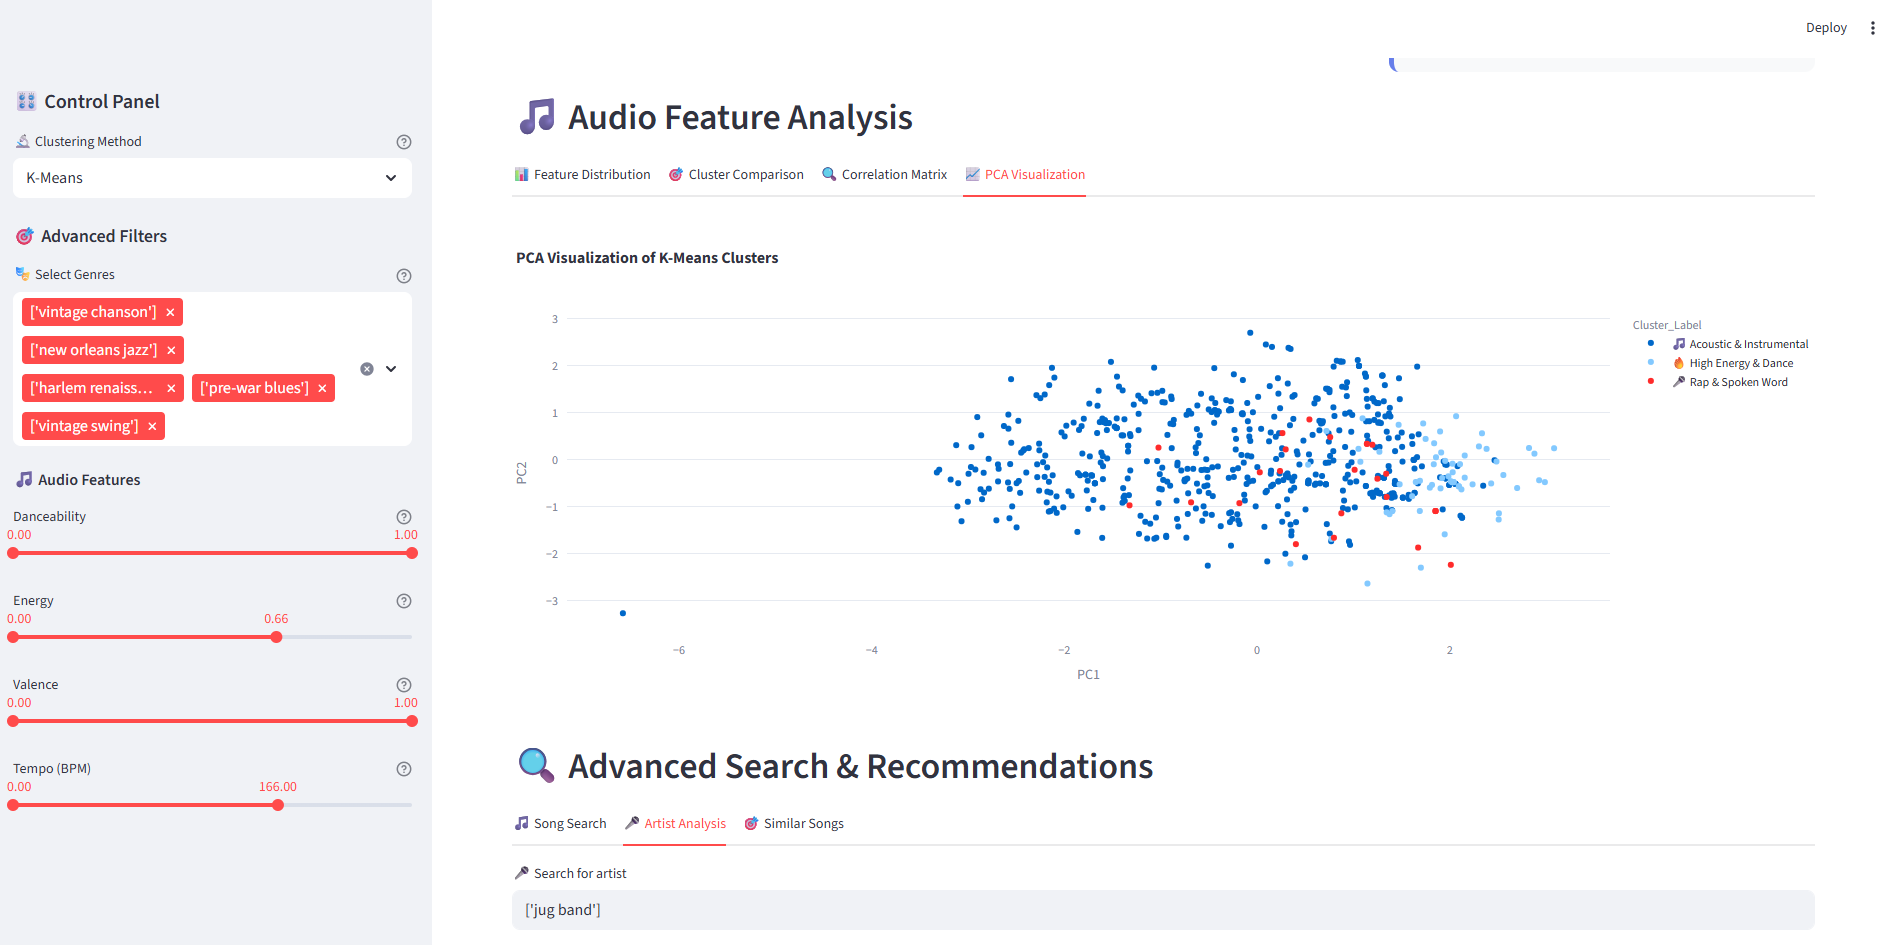 Deploy
Control Panel
Clustering Method
K-Means
Advanced Filters
Select Genres
['vintage chanson'] ×
['new orleans jazz'] ×
['harlem renaiss... × ['pre-war blues'] ×
['vintage swing'] ×
Audio Features
Danceability
0.00 1.00
Energy
0.00 0.66
Valence
0.00 1.00
Tempo (BPM)
0.00 166.00
Audio Feature Analysis
Feature Distribution Cluster Comparison Correlation Matrix PCA Visualization
PCA Visualization of K-Means Clusters
3
2
1
0
−1
−2
−3
PC2
−6 −4 −2 0 2
PC1
Cluster_Label
Acoustic & Instrumental
High Energy & Dance
Rap & Spoken Word
Advanced Search & Recommendations
Song Search Artist Analysis Similar Songs
Search for artist
['jug band']